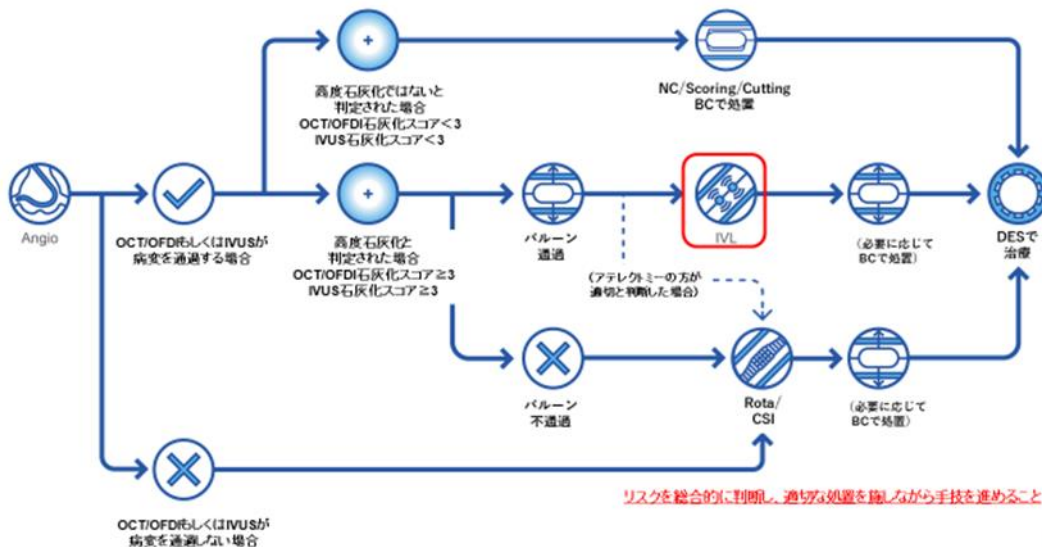 高度石灰化ではないと
判定された場合
OCT/OFDI石灰化スコア<3
IVUS石灰化スコア<3
NC/Scoring/Cutting
BCで処置
Angio
OCT/OFDIもしくはIVUSが
病変を通過する場合
高度石灰化と
判定された場合
OCT/OFDI石灰化スコア≧3
IVUS石灰化スコア≧3
バルーン
通過
IVL
(必要に応じて
BCで処置)
DESで
治療
(アテレクトミーの方が
適切と判断した場合)
バルーン
不通過
Rota/
CSI
(必要に応じて
BCで処置)
OCT/OFDIもしくはIVUSが
病変を通過しない場合
リスクを総合的に判断し、適切な処置を施しながら手技を進めること